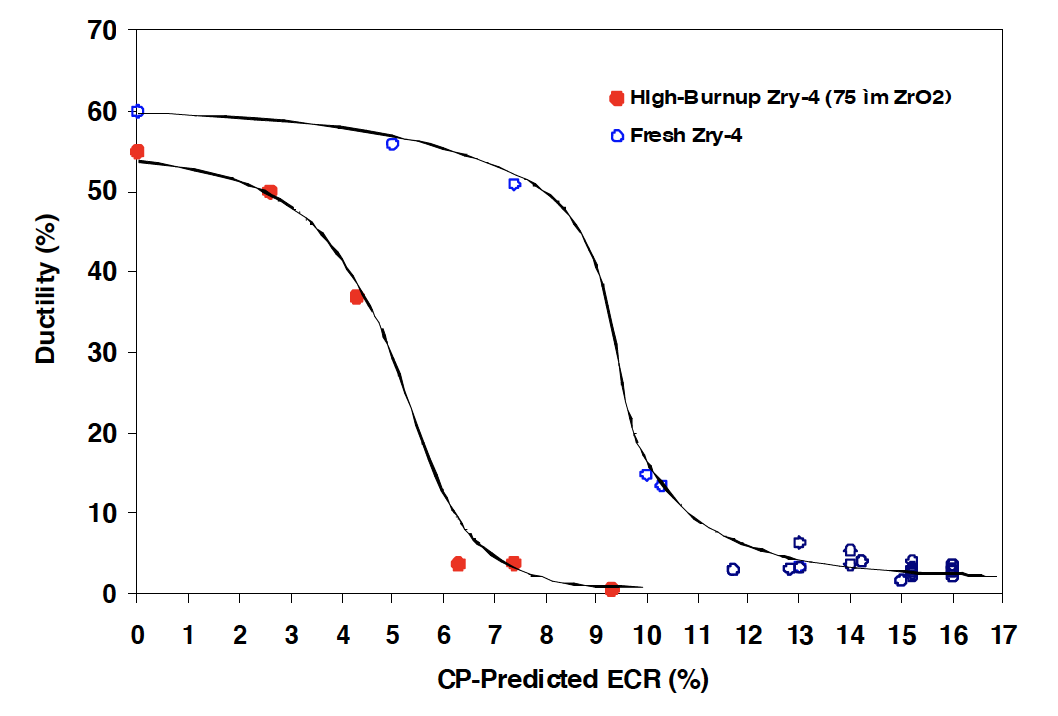 70
60
50
40
30
20
10
0
Ductility (%)
High-Burnup Zry-4 (75 ìm ZrO2)
Fresh Zry-4
0 1 2 3 4 5 6 7 8 9 10 11 12 13 14 15 16 17
CP-Predicted ECR (%)